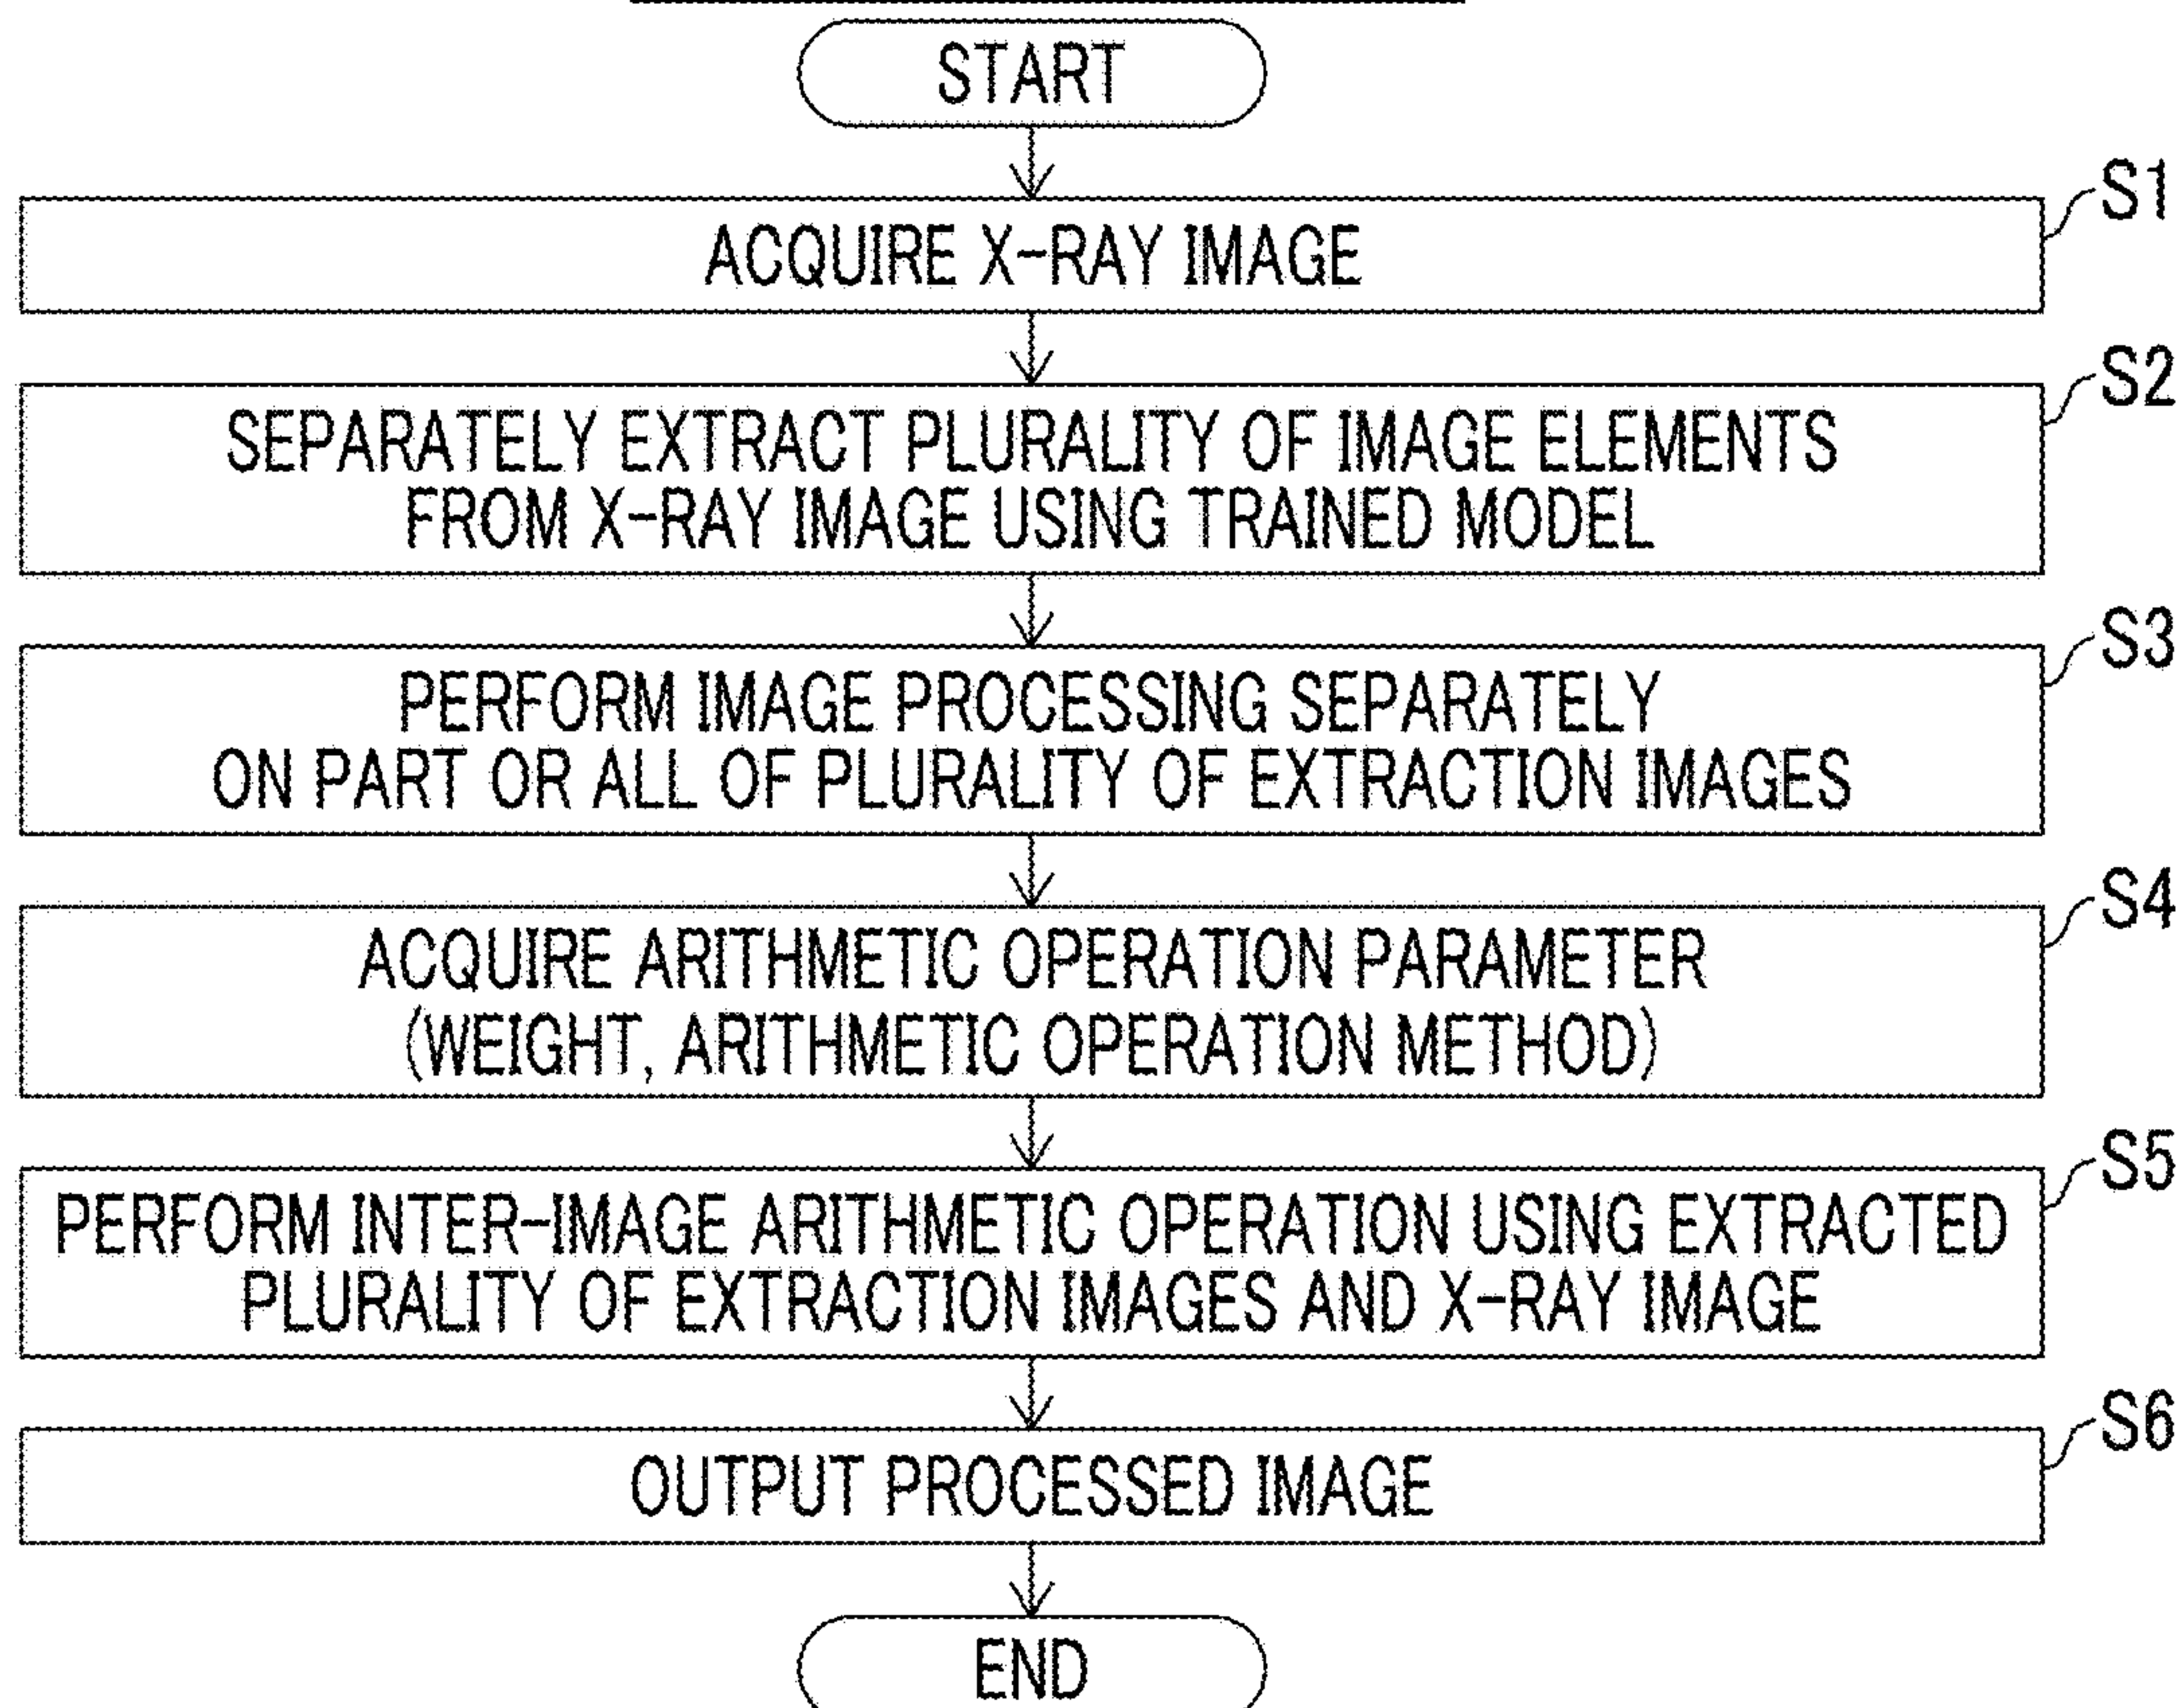 START
S1
ACQUIRE X-RAY IMAGE
S2
SEPARATELY EXTRACT PLURALITY OF IMAGE ELEMENTS
FROM X-RAY IMAGE USING TRAINED MODEL
S3
PERFORM IMAGE PROCESSING SEPARATELY
ON PART OR ALL OF PLURALITY OF EXTRACTION IMAGES
S4
ACQUIRE ARITHMETIC OPERATION PARAMETER
(WEIGHT, ARITHMETIC OPERATION METHOD)
S5
PERFORM INTER-IMAGE ARITHMETIC OPERATION USING EXTRACTED
PLURALITY OF EXTRACTION IMAGES AND X-RAY IMAGE
S6
OUTPUT PROCESSED IMAGE
END